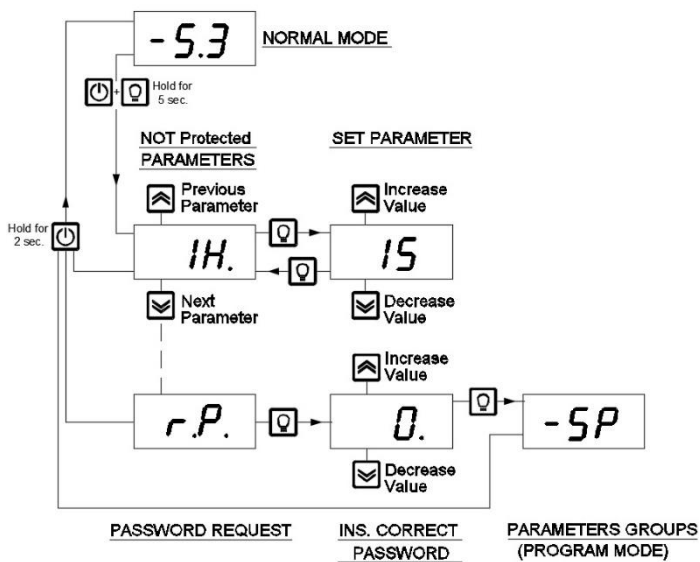 -5.3
NORMAL MODE
+
Hold for
5 sec.
NOT Protected
PARAMETERS
SET PARAMETER
Previous
Parameter
Increase
Value
Hold for
2 sec.
1H.
15
Next
Parameter
Decrease
Value
Increase
Value
r.P.
0.
-SP
Decrease
Value
PASSWORD REQUEST
INS. CORRECT
PASSWORD
PARAMETERS GROUPS
(PROGRAM MODE)